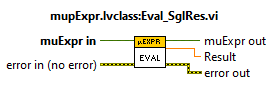 mupExpr.lvclass:Eval_SglRes.vi
muExpr in
µEXPR
muExpr out
EVAL
Result
error in (no error)
error out